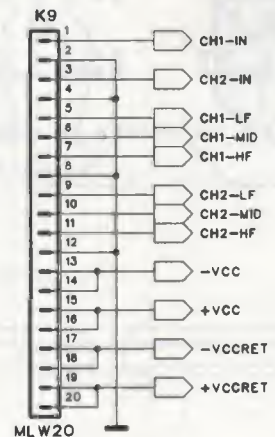 K9
1
CH1-IN
2
3
CH2-IN
4
5
CH1-LF
6
CH1-MID
7
CH1-HF
8
9
CH2-LF
10
CH2-MID
11
CH2-HF
12
13
-VCC
14
15
+VCC
16
17
-VCCRET
18
19
+VCCRET
20
MLW20